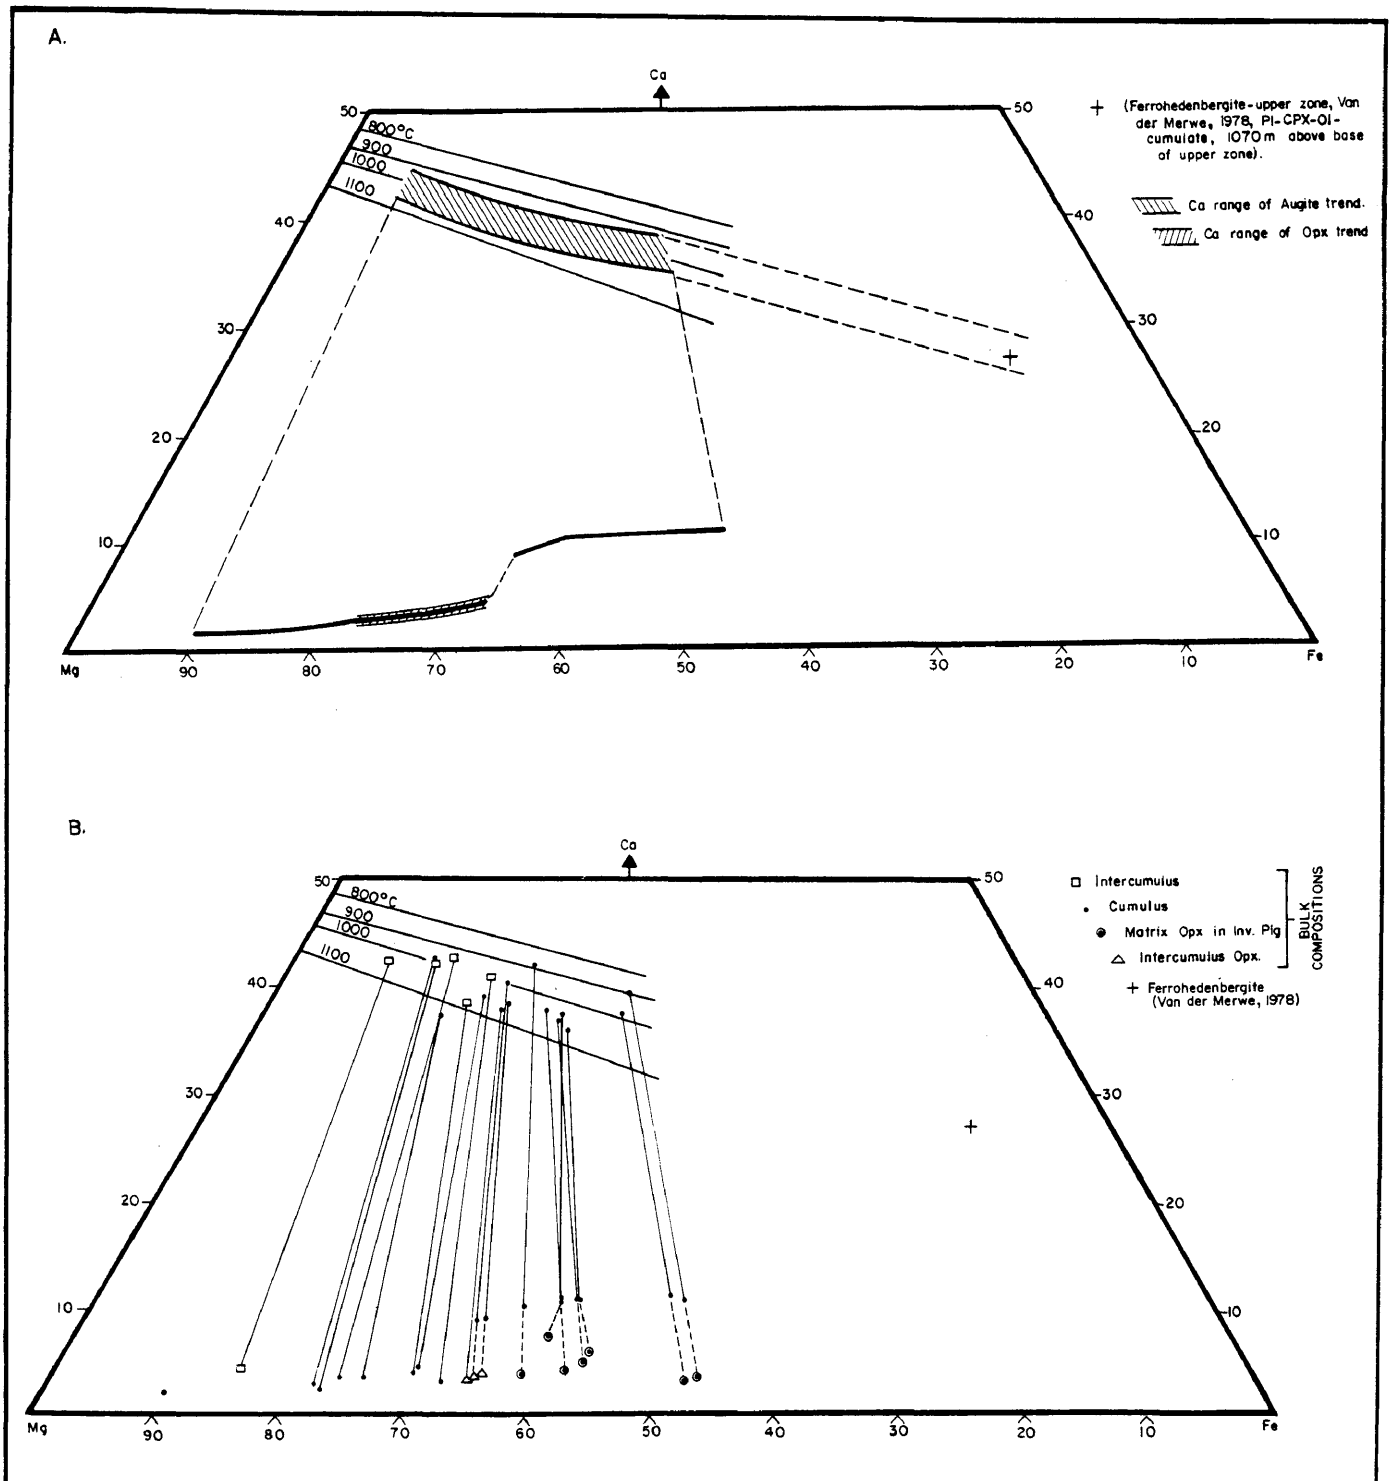 A.
Ca
50
50
(Ferrohedenbergite-upper zone, Van
der Merwe, 1978, Pl-CPX-Ol-
cumulate, 1070m above base
of upper zone).
800°C
900
1000
1100
Ca range of Augite trend.
Ca range of Opx trend
40
40
30
30
20
20
10
10
Mg
90
80
70
60
50
40
30
20
10
Fe
B.
Ca
50
50
Intercumulus
Cumulus
Matrix Opx in Inv. Pig
Intercumulus Opx.
BULK
COMPOSITIONS
Ferrohedenbergite
(Van der Merwe, 1978)
800°C
900
1000
1100
40
40
30
30
20
20
10
10
Mg
90
80
70
60
50
40
30
20
10
Fe